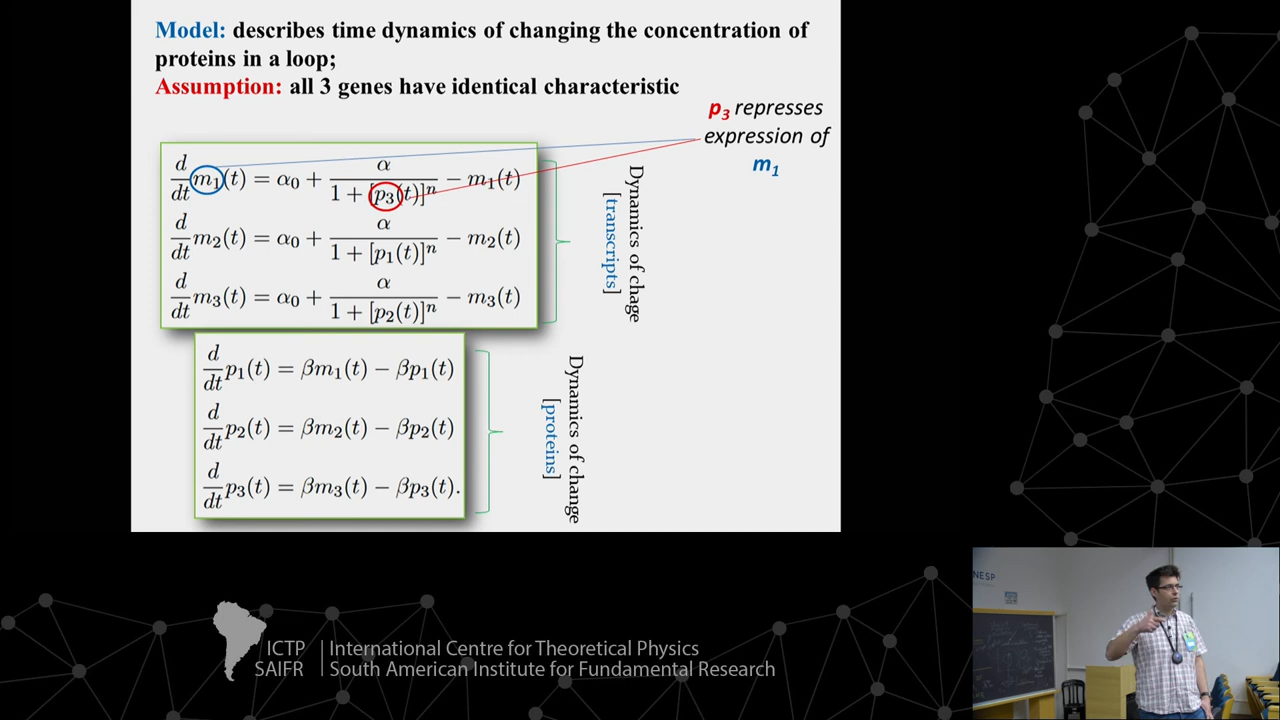 Model: describes time dynamics of changing the concentration of
proteins in a loop;
Assumption: all 3 genes have identical characteristic
p₃ represses
expression of
m₁
d/dt m₁(t) = α₀ + α/(1 + [p₃(t)]ⁿ) − m₁(t)
d/dt m₂(t) = α₀ + α/(1 + [p₁(t)]ⁿ) − m₂(t)
d/dt m₃(t) = α₀ + α/(1 + [p₂(t)]ⁿ) − m₃(t)
Dynamics of chage
[transcripts]
d/dt p₁(t) = βm₁(t) − βp₁(t)
d/dt p₂(t) = βm₂(t) − βp₂(t)
d/dt p₃(t) = βm₃(t) − βp₃(t).
Dynamics of change
[proteins]
NESP
ICTP
SAIFR
International Centre for Theoretical Physics
South American Institute for Fundamental Research